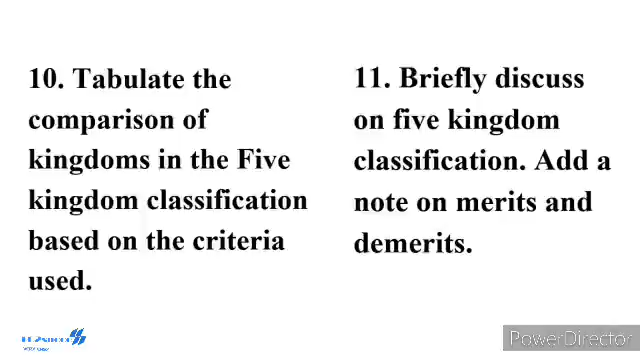 10. Tabulate the
comparison of
kingdoms in the Five
kingdom classification
based on the criteria
used.
11. Briefly discuss
on five kingdom
classification. Add a
note on merits and
demerits.
PowerDirector